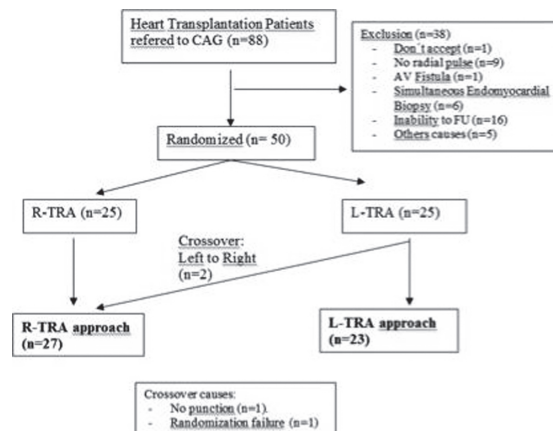 Heart Transplantation Patients
refered to CAG (n=88)
Exclusion (n=38)
- Don´t accept (n=1)
- No radial pulse (n=9)
- AV Fistula (n=1)
- Simultaneous Endomyocardial
Biopsy (n=6)
- Inability to FU (n=16)
- Others causes (n=5)
Randomized (n= 50)
R-TRA (n=25)
L-TRA (n=25)
Crossover:
Left to Right
(n=2)
R-TRA approach
(n=27)
L-TRA approach
(n=23)
Crossover causes:
- No punction (n=1).
- Randomization failure (n=1)